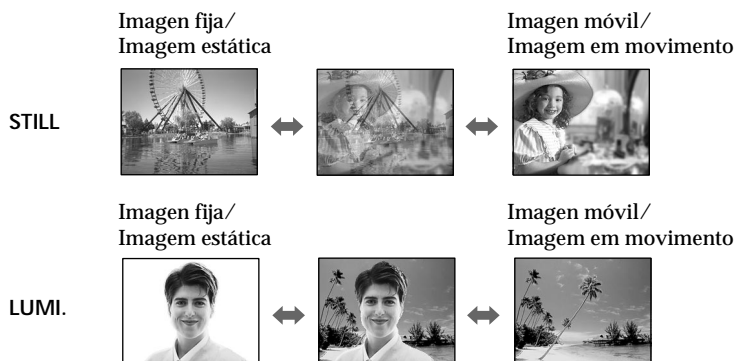 Imagen fija/
Imagem estática
Imagen móvil/
Imagem em movimento
STILL
Imagen fija/
Imagem estática
Imagen móvil/
Imagem em movimento
LUMI.